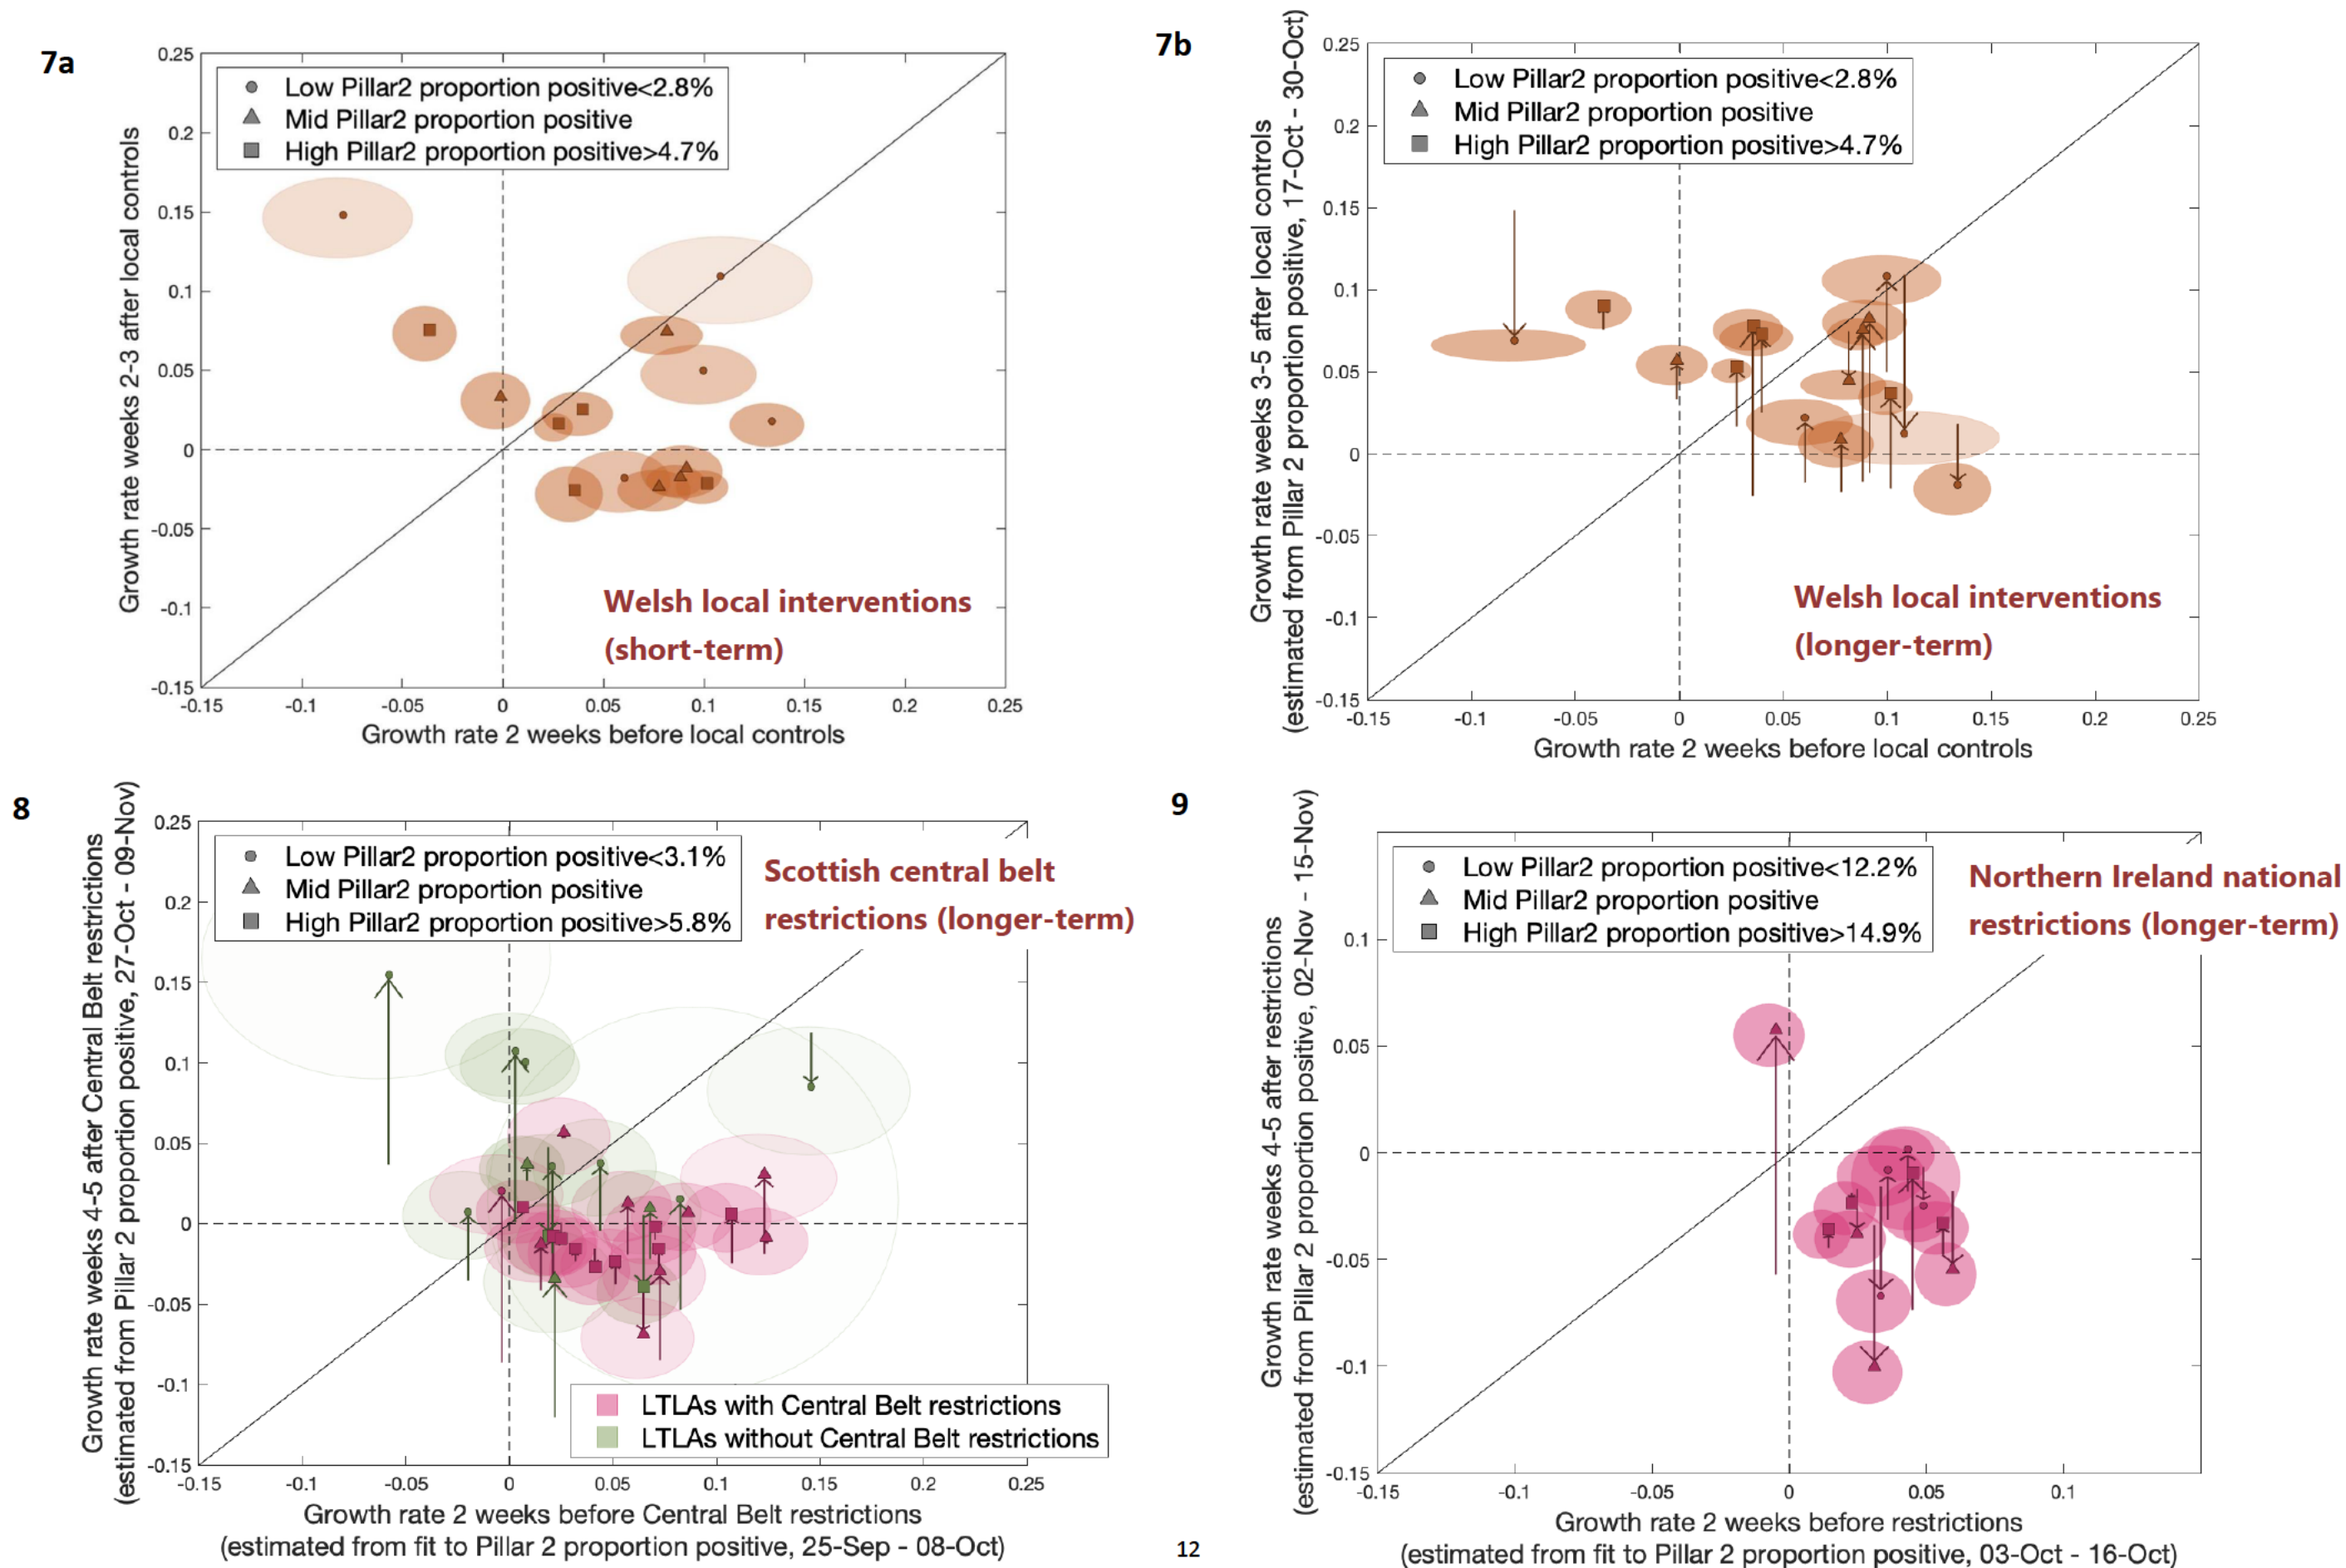 7a
Low Pillar2 proportion positive<2.8%
Mid Pillar2 proportion positive
High Pillar2 proportion positive>4.7%
0.25
0.2
0.15
0.1
0.05
0
-0.05
-0.1
-0.15
Growth rate weeks 2-3 after local controls
Welsh local interventions
(short-term)
-0.15 -0.1 -0.05 0 0.05 0.1 0.15 0.2 0.25
Growth rate 2 weeks before local controls
7b
Low Pillar2 proportion positive<2.8%
Mid Pillar2 proportion positive
High Pillar2 proportion positive>4.7%
0.25
0.2
0.15
0.1
0.05
0
-0.05
-0.1
-0.15
Growth rate weeks 3-5 after local controls
(estimated from Pillar 2 proportion positive, 17-Oct - 30-Oct)
Welsh local interventions
(longer-term)
-0.15 -0.1 -0.05 0 0.05 0.1 0.15 0.2 0.25
Growth rate 2 weeks before local controls
8
Low Pillar2 proportion positive<3.1%
Mid Pillar2 proportion positive
High Pillar2 proportion positive>5.8%
Scottish central belt
restrictions (longer-term)
0.25
0.2
0.15
0.1
0.05
0
-0.05
-0.1
-0.15
Growth rate weeks 4-5 after Central Belt restrictions
(estimated from Pillar 2 proportion positive, 27-Oct - 09-Nov)
LTLAs with Central Belt restrictions
LTLAs without Central Belt restrictions
-0.15 -0.1 -0.05 0 0.05 0.1 0.15 0.2 0.25
Growth rate 2 weeks before Central Belt restrictions
(estimated from fit to Pillar 2 proportion positive, 25-Sep - 08-Oct)
9
Low Pillar2 proportion positive<12.2%
Mid Pillar2 proportion positive
High Pillar2 proportion positive>14.9%
Northern Ireland national
restrictions (longer-term)
0.1
0.05
0
-0.05
-0.1
-0.15
Growth rate weeks 4-5 after restrictions
(estimated from Pillar 2 proportion positive, 02-Nov - 15-Nov)
-0.15 -0.1 -0.05 0 0.05 0.1
Growth rate 2 weeks before restrictions
(estimated from fit to Pillar 2 proportion positive, 03-Oct - 16-Oct)
12